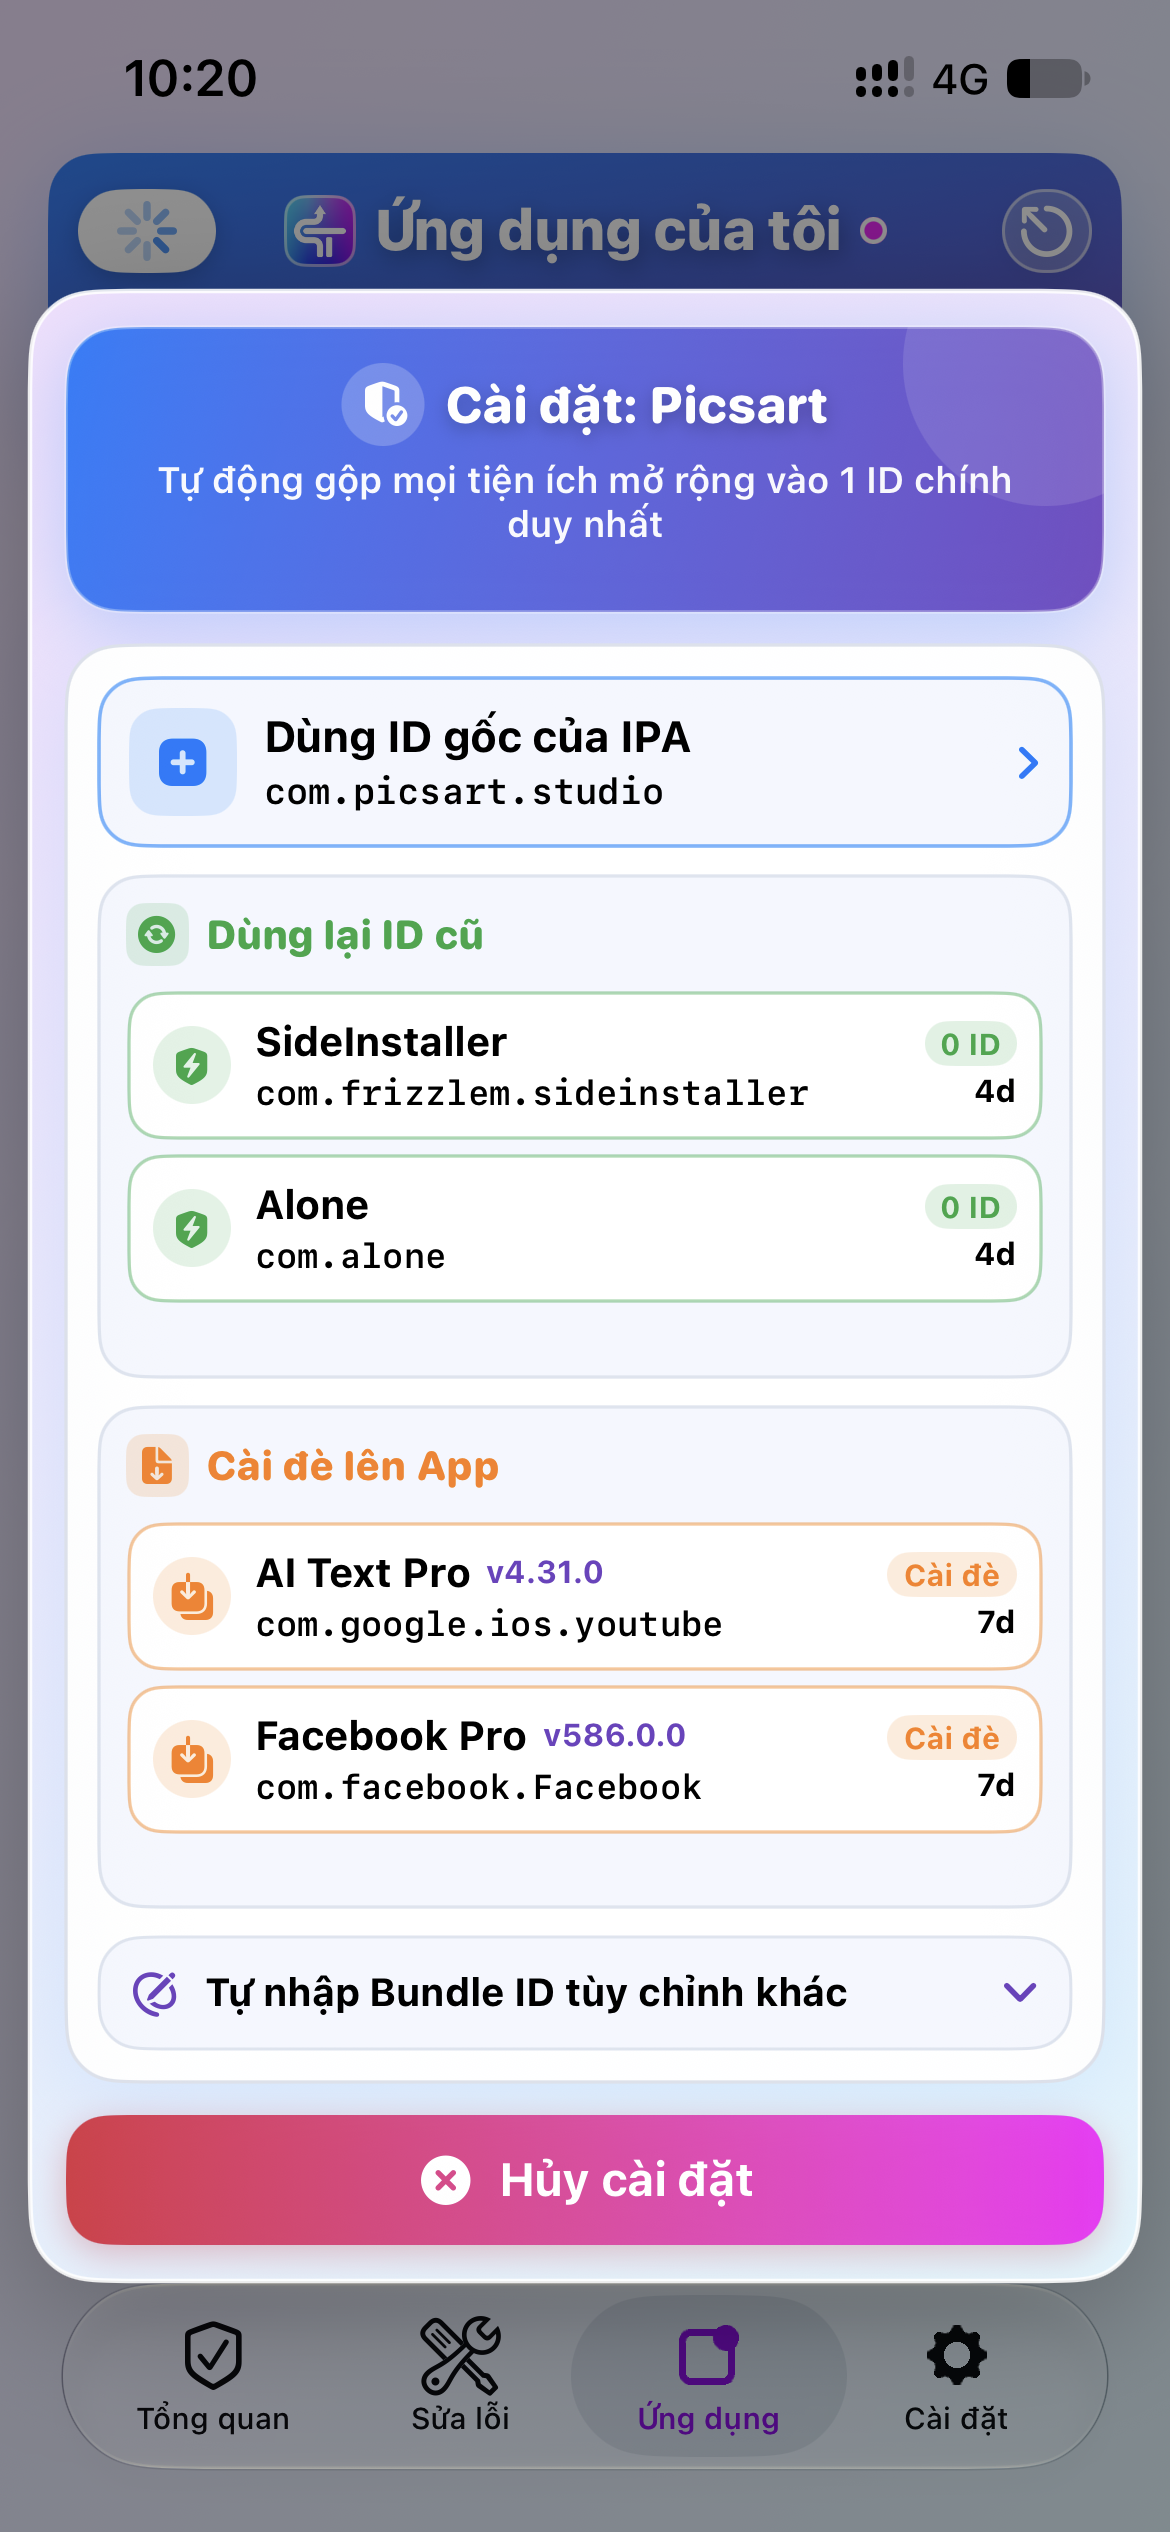 10:20
4G
Ứng dụng của tôi
Cài đặt: Picsart
Tự động gộp mọi tiện ích mở rộng vào 1 ID chính
duy nhất
Dùng ID gốc của IPA
com.picsart.studio
Dùng lại ID cũ
SideInstaller
0 ID
com.frizzlem.sideinstaller
4d
Alone
0 ID
com.alone
4d
Cài đè lên App
AI Text Pro v4.31.0
Cài đè
com.google.ios.youtube
7d
Facebook Pro v586.0.0
Cài đè
com.facebook.Facebook
7d
Tự nhập Bundle ID tùy chỉnh khác
Hủy cài đặt
Tổng quan
Sửa lỗi
Ứng dụng
Cài đặt